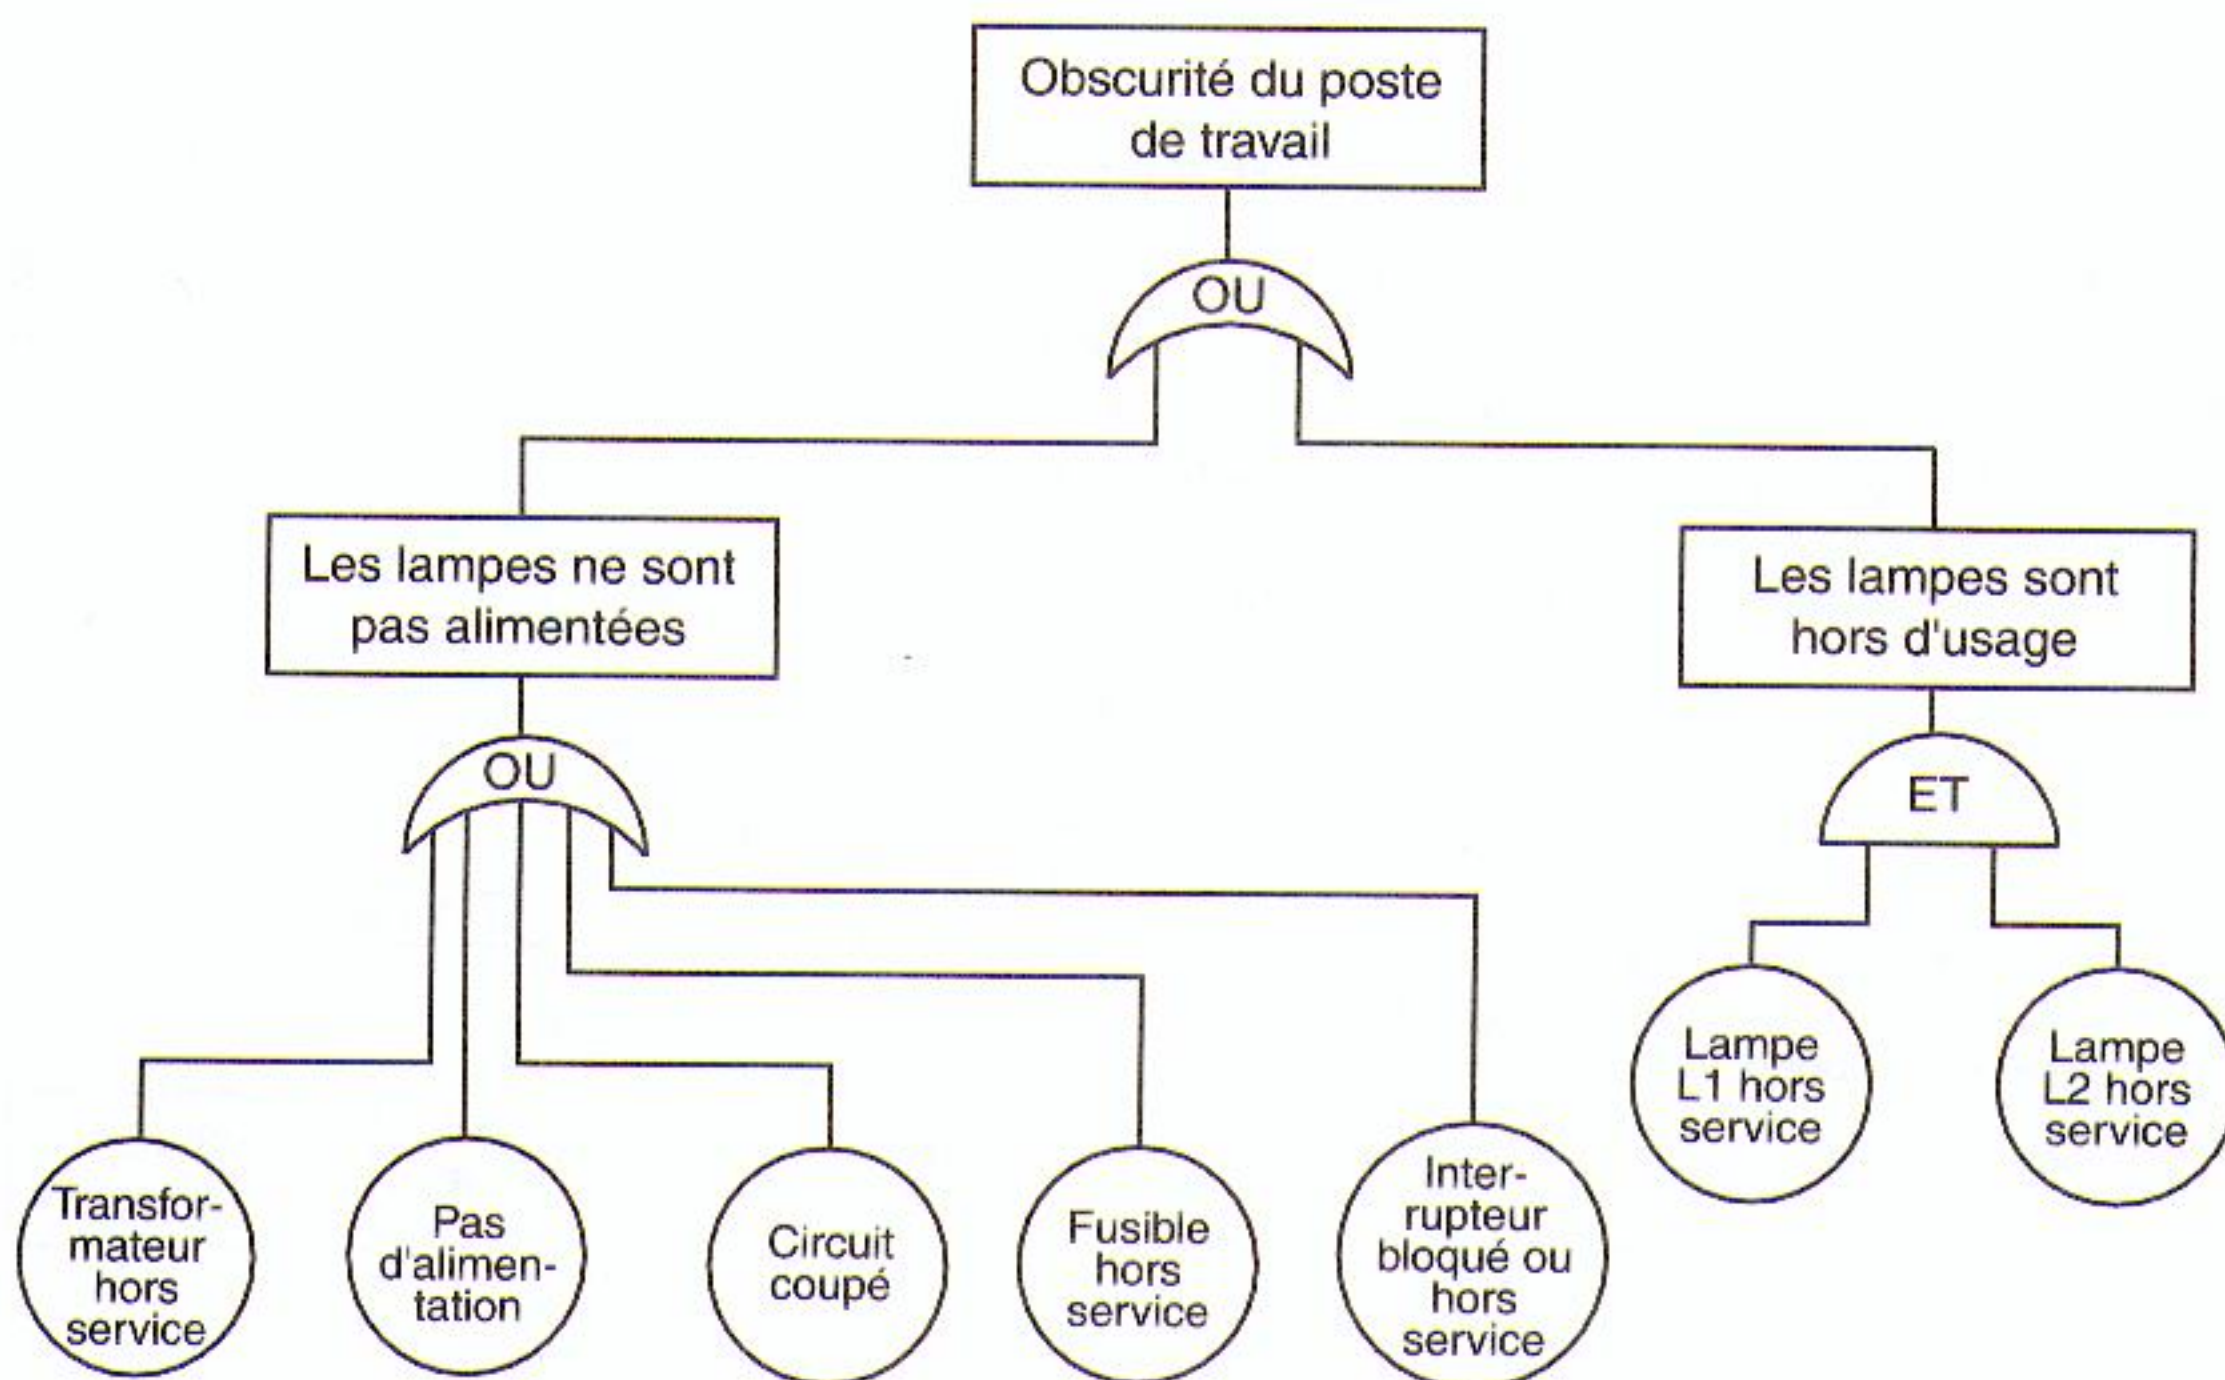 Obscurité du poste
de travail
OU
Les lampes ne sont
pas alimentées
Les lampes sont
hors d'usage
OU
ET
Lampe
L1 hors
service
Lampe
L2 hors
service
Transfor-
mateur
hors
service
Pas
d'alimen-
tation
Circuit
coupé
Fusible
hors
service
Inter-
rupteur
bloqué ou
hors
service